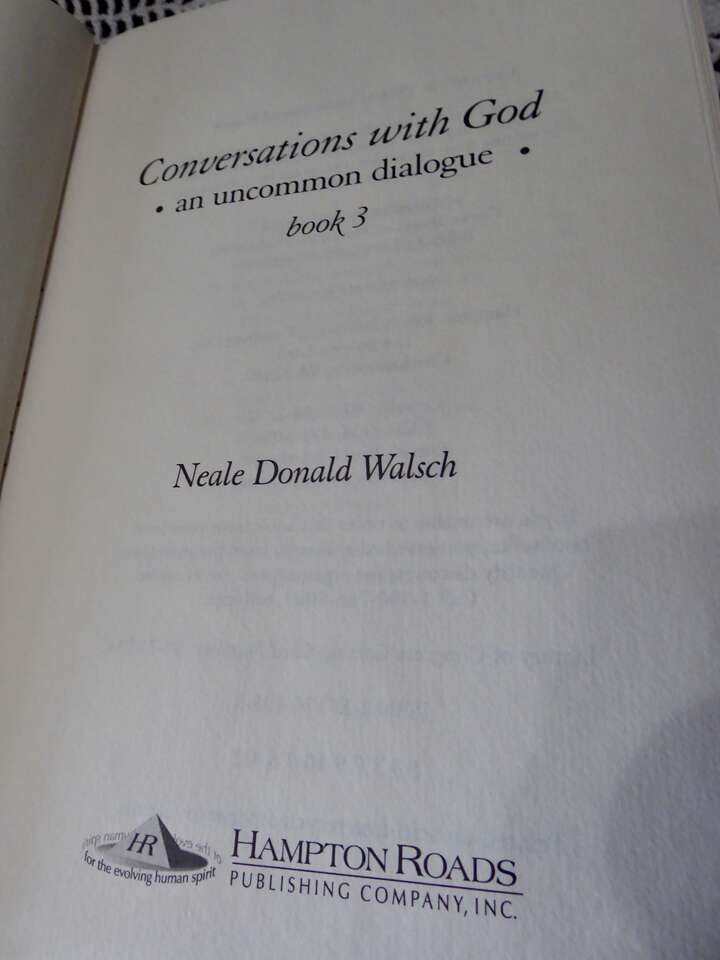 Conversations with God
• an uncommon dialogue •
book 3
Neale Donald Walsch
HR
for the evolving human spirit
HAMPTON ROADS
PUBLISHING COMPANY, INC.